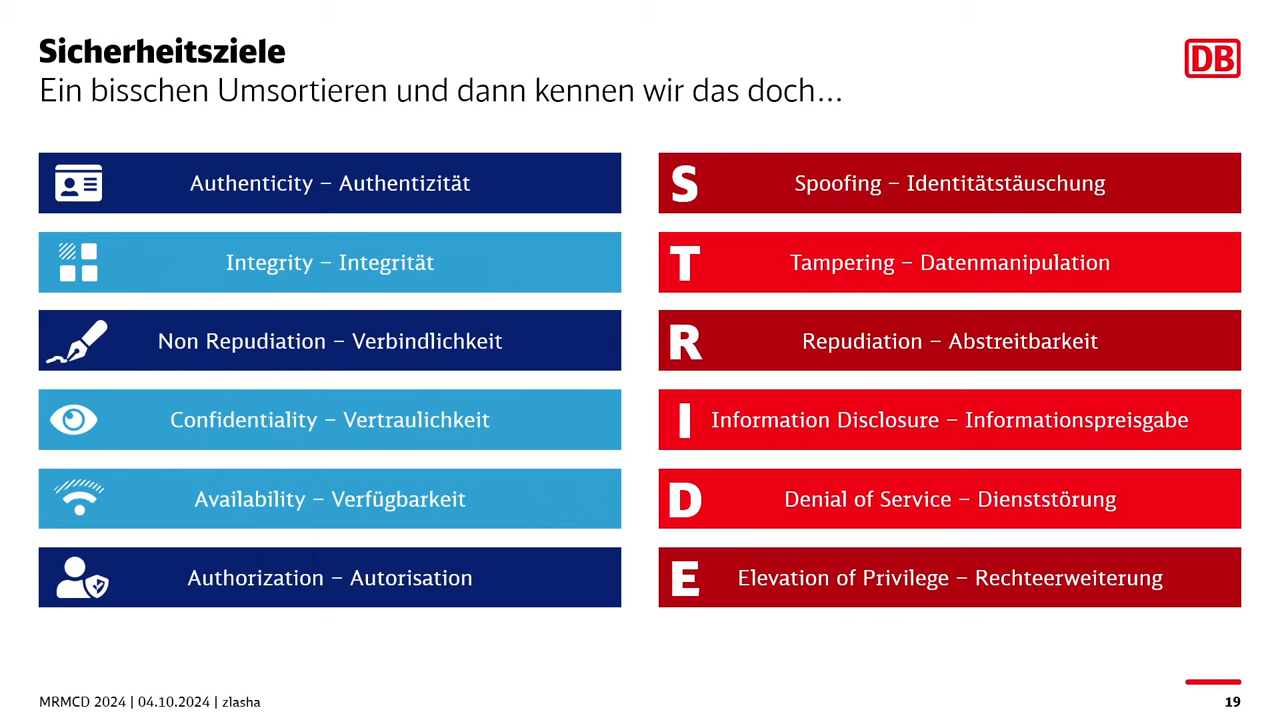 Sicherheitsziele
Ein bisschen Umsortieren und dann kennen wir das doch...
DB
Authenticity – Authentizität
S Spoofing – Identitätstäuschung
Integrity – Integrität
T Tampering – Datenmanipulation
Non Repudiation – Verbindlichkeit
R Repudiation – Abstreitbarkeit
Confidentiality – Vertraulichkeit
I Information Disclosure – Informationspreisgabe
Availability – Verfügbarkeit
D Denial of Service – Dienststörung
Authorization – Autorisation
E Elevation of Privilege – Rechteerweiterung
MRMCD 2024 | 04.10.2024 | zlasha
19